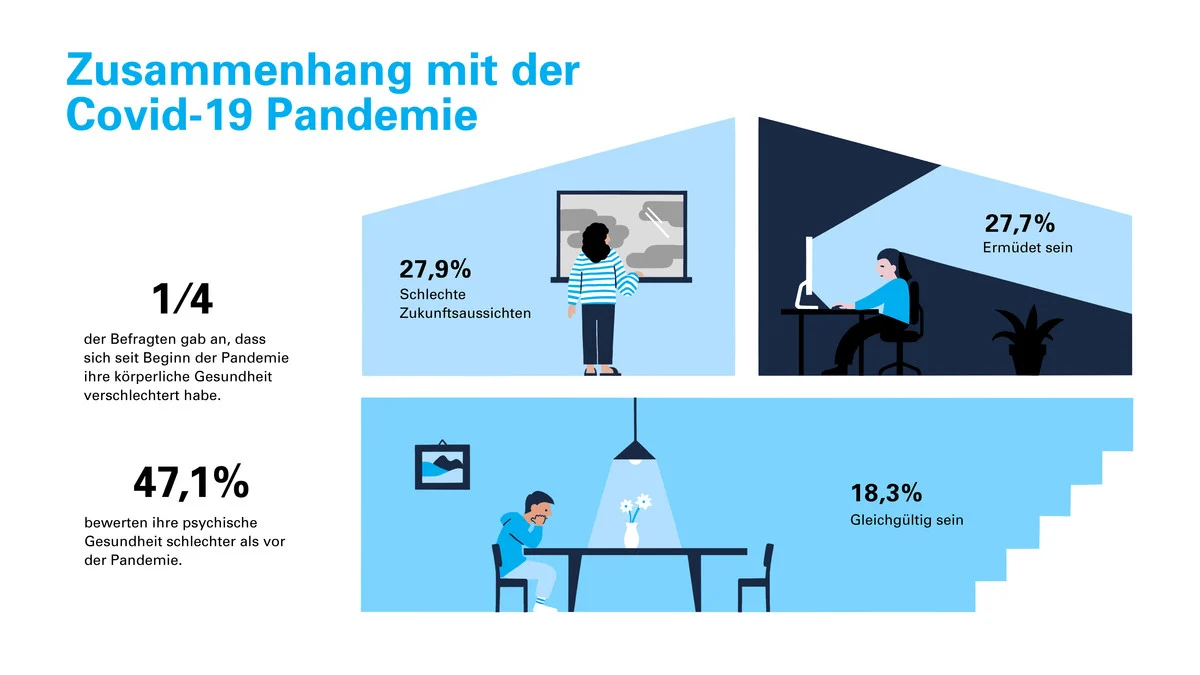 Zusammenhang mit der
Covid-19 Pandemie
1/4
der Befragten gab an, dass
sich seit Beginn der Pandemie
ihre körperliche Gesundheit
verschlechtert habe.
47,1%
bewerten ihre psychische
Gesundheit schlechter als vor
der Pandemie.
27,9%
Schlechte
Zukunftsaussichten
27,7%
Ermüdet sein
18,3%
Gleichgültig sein